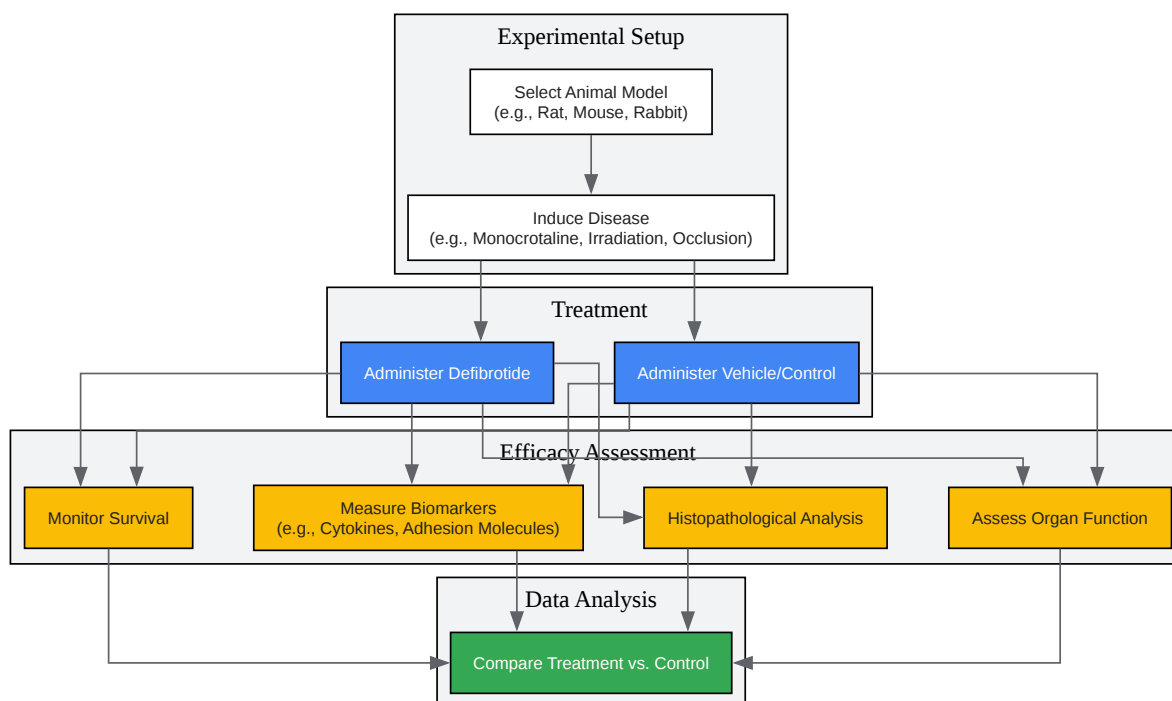 Experimental Setup
Select Animal Model
(e.g., Rat, Mouse, Rabbit)
Induce Disease
(e.g., Monocrotaline, Irradiation, Occlusion)
Treatment
Administer Defibrotide
Administer Vehicle/Control
Efficacy Assessment
Monitor Survival
Measure Biomarkers
(e.g., Cytokines, Adhesion Molecules)
Histopathological Analysis
Assess Organ Function
Data Analysis
Compare Treatment vs. Control